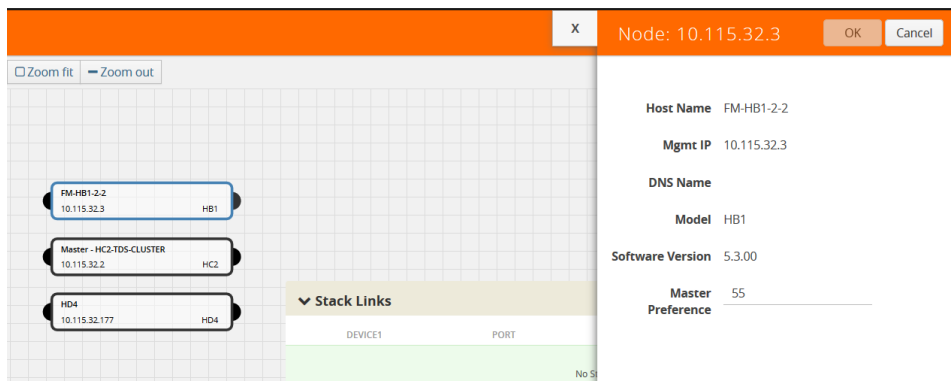 X
Node: 10.115.32.3
OK
Cancel
Zoom fit
Zoom out
FM-HB1-2-2
10.115.32.3 HB1
Master - HC2-TDS-CLUSTER
10.115.32.2 HC2
HD4
10.115.32.177 HD4
Stack Links
DEVICE1 PORT
No
Host Name FM-HB1-2-2
Mgmt IP 10.115.32.3
DNS Name
Model HB1
Software Version 5.3.00
Master
Preference
55